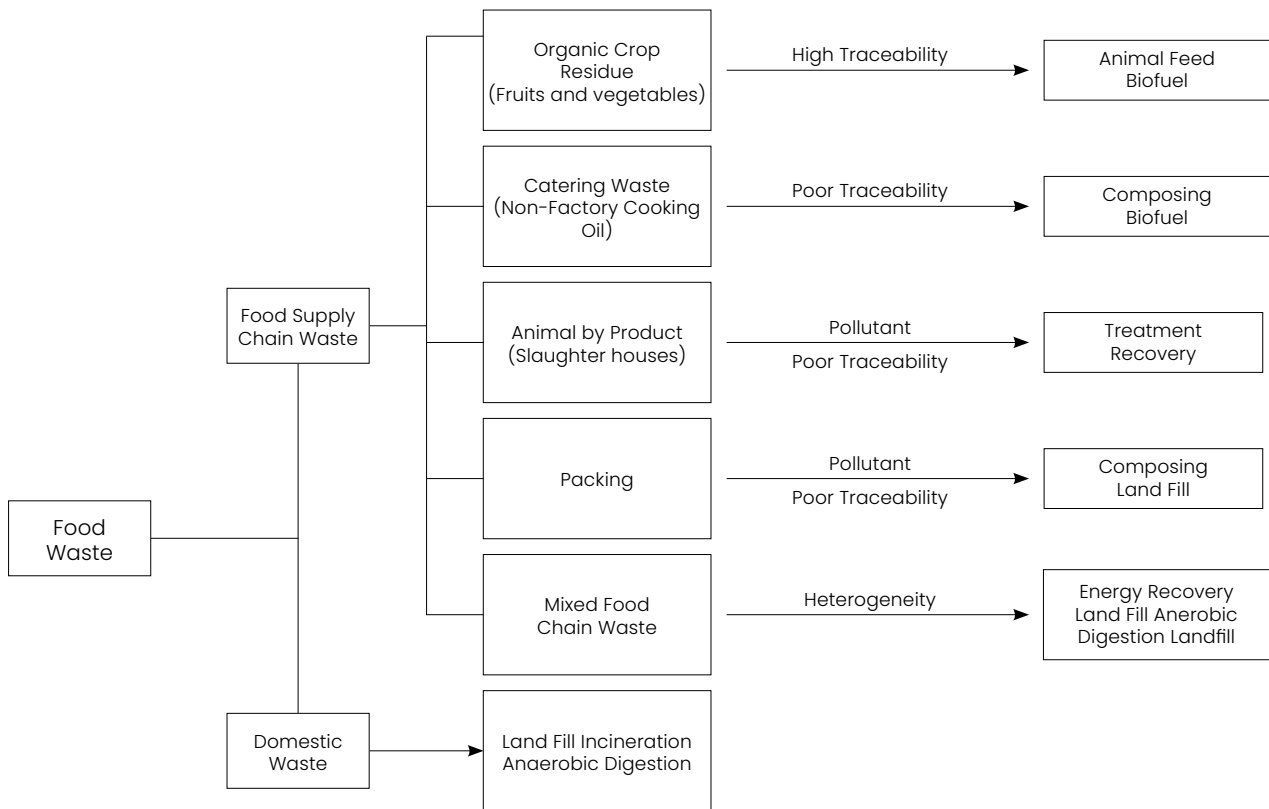 Organic Crop
Residue
(Fruits and vegetables)
High Traceability
Animal Feed
Biofuel
Catering Waste
(Non-Factory Cooking
Oil)
Poor Traceability
Composing
Biofuel
Food Supply
Chain Waste
Animal by Product
(Slaughter houses)
Pollutant
Poor Traceability
Treatment
Recovery
Packing
Pollutant
Poor Traceability
Composing
Land Fill
Food
Waste
Mixed Food
Chain Waste
Heterogeneity
Energy Recovery
Land Fill Anerobic
Digestion Landfill
Domestic
Waste
Land Fill Incineration
Anaerobic Digestion